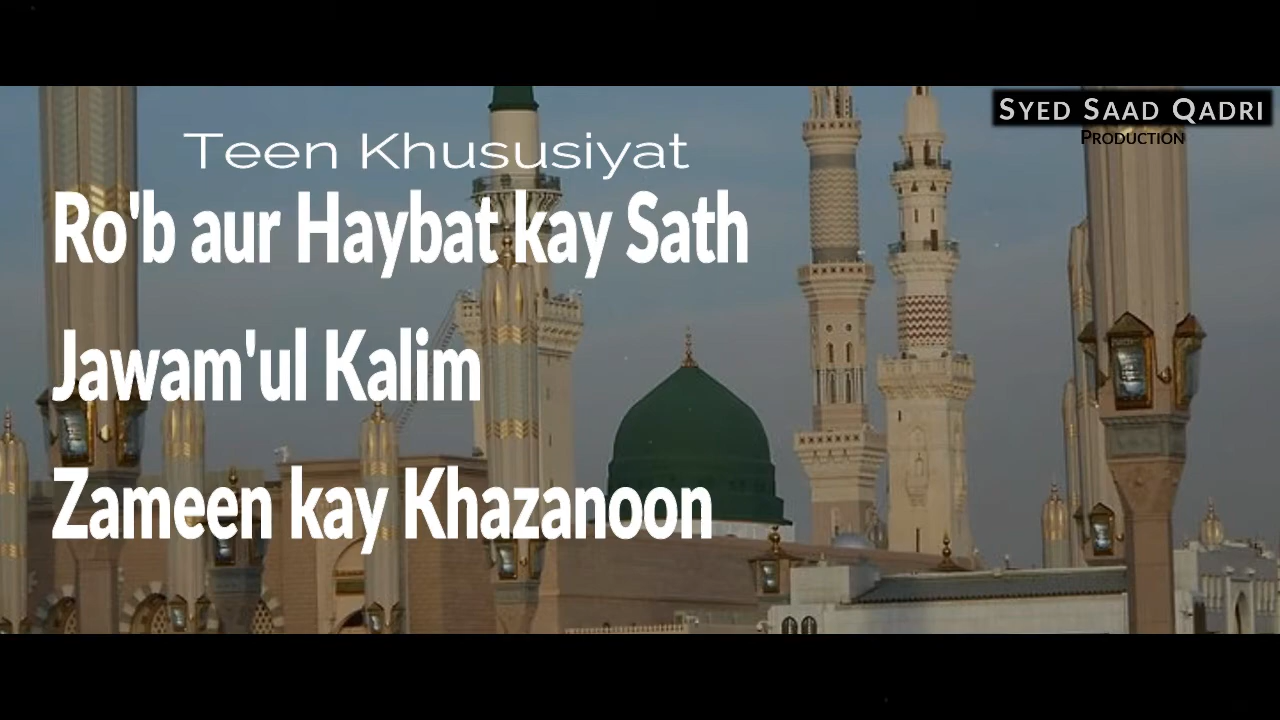 Syed Saad Qadri
Production
Teen Khususiyat
Ro'b aur Haybat kay Sath
Jawam'ul Kalim
Zameen kay Khazanoon